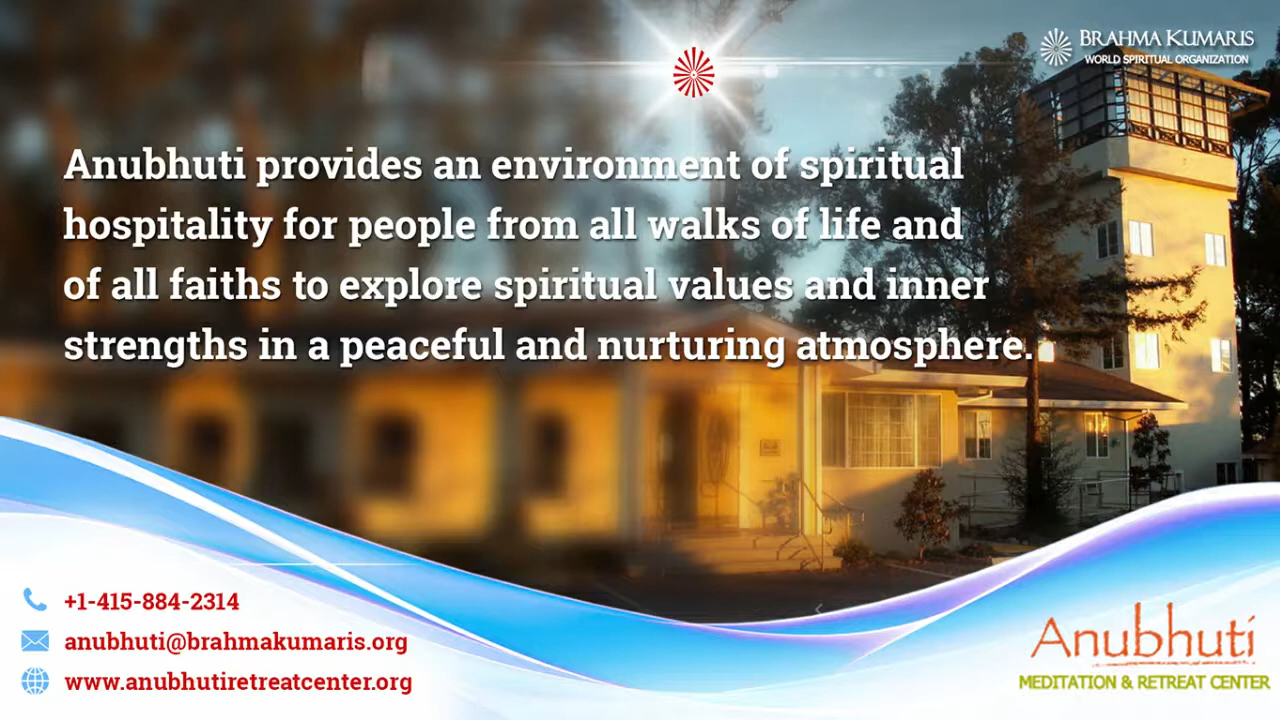 BRAHMA KUMARIS
WORLD SPIRITUAL ORGANIZATION
Anubhuti provides an environment of spiritual
hospitality for people from all walks of life and
of all faiths to explore spiritual values and inner
strengths in a peaceful and nurturing atmosphere.
+1-415-884-2314
anubhuti@brahmakumaris.org
www.anubhutiretreatcenter.org
Anubhuti
MEDITATION & RETREAT CENTER